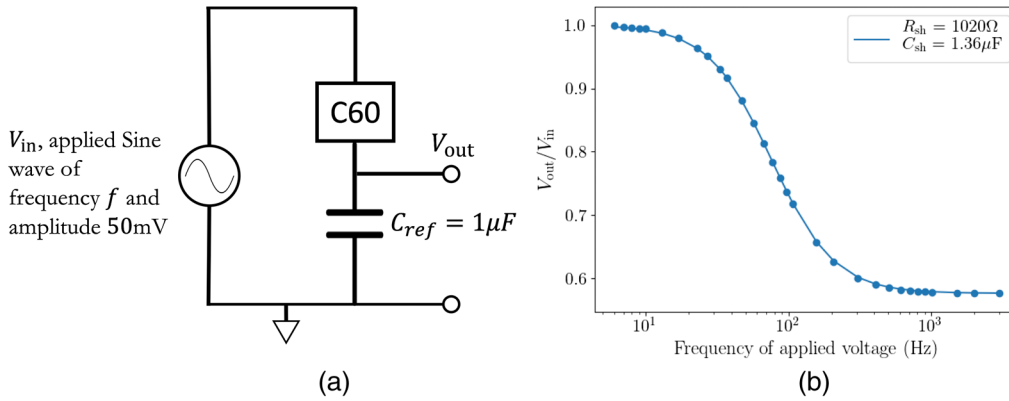 C60
V_out
V_in, applied Sine
wave of
frequency f and
amplitude 50mV
C_ref = 1μF
(a)
R_sh = 1020Ω
C_sh = 1.36μF
V_out/V_in
1.0
0.9
0.8
0.7
0.6
10^1
10^2
10^3
Frequency of applied voltage (Hz)
(b)